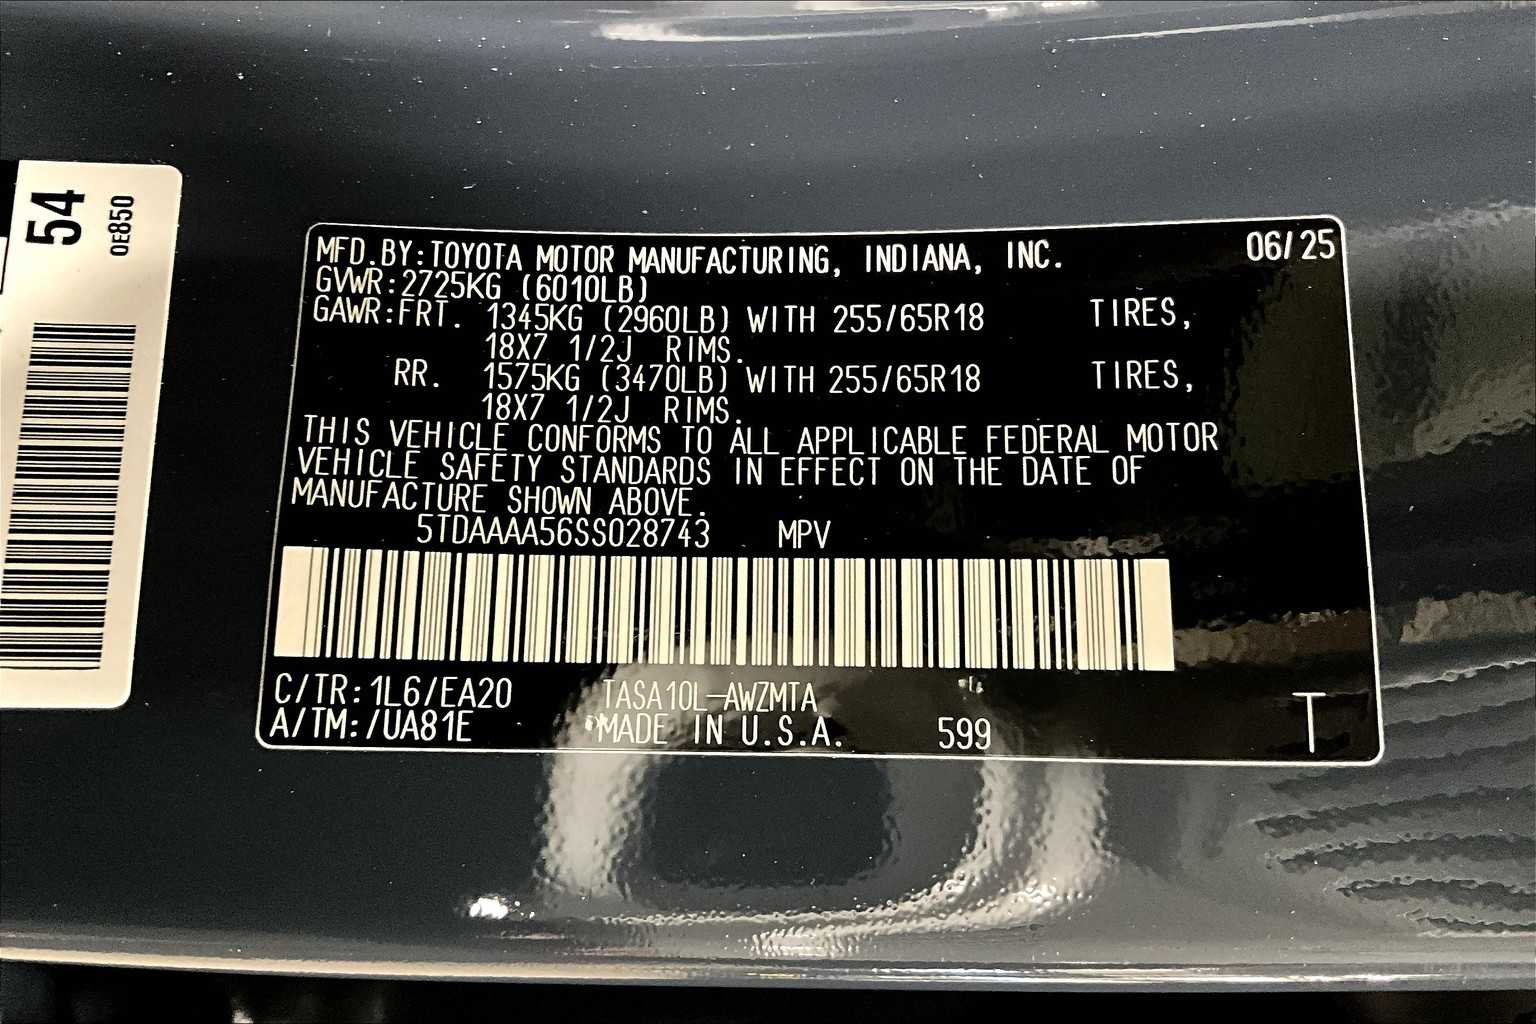 54
OE850
MFD.BY:TOYOTA MOTOR MANUFACTURING, INDIANA, INC. 06/25
GVWR:2725KG (6010LB)
GAWR:FRT. 1345KG (2960LB) WITH 255/65R18 TIRES,
18X7 1/2J RIMS.
RR. 1575KG (3470LB) WITH 255/65R18 TIRES,
18X7 1/2J RIMS.
THIS VEHICLE CONFORMS TO ALL APPLICABLE FEDERAL MOTOR
VEHICLE SAFETY STANDARDS IN EFFECT ON THE DATE OF
MANUFACTURE SHOWN ABOVE.
5TDAAAA56SS028743 MPV
C/TR:1L6/EA20 TASA10L-AWZMTA
A/TM:/UA81E MADE IN U.S.A. 599 T